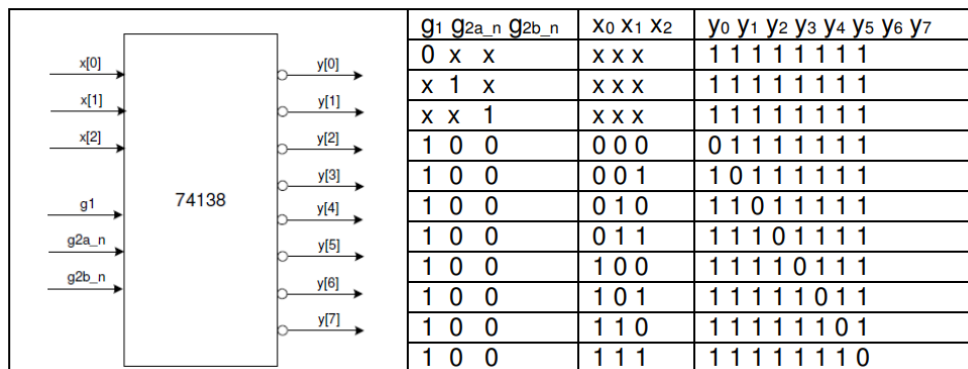 x[0]
x[1]
x[2]
g1
g2a_n
g2b_n
74138
y[0]
y[1]
y[2]
y[3]
y[4]
y[5]
y[6]
y[7]
g1 g2a_n g2b_n x0 x1 x2 y0 y1 y2 y3 y4 y5 y6 y7
0 x x x x x 1 1 1 1 1 1 1 1
x 1 x x x x 1 1 1 1 1 1 1 1
x x 1 x x x 1 1 1 1 1 1 1 1
1 0 0 0 0 0 0 1 1 1 1 1 1 1
1 0 0 0 0 1 1 0 1 1 1 1 1 1
1 0 0 0 1 0 1 1 0 1 1 1 1 1
1 0 0 0 1 1 1 1 1 0 1 1 1 1
1 0 0 1 0 0 1 1 1 1 0 1 1 1
1 0 0 1 0 1 1 1 1 1 1 0 1 1
1 0 0 1 1 0 1 1 1 1 1 1 0 1
1 0 0 1 1 1 1 1 1 1 1 1 1 0